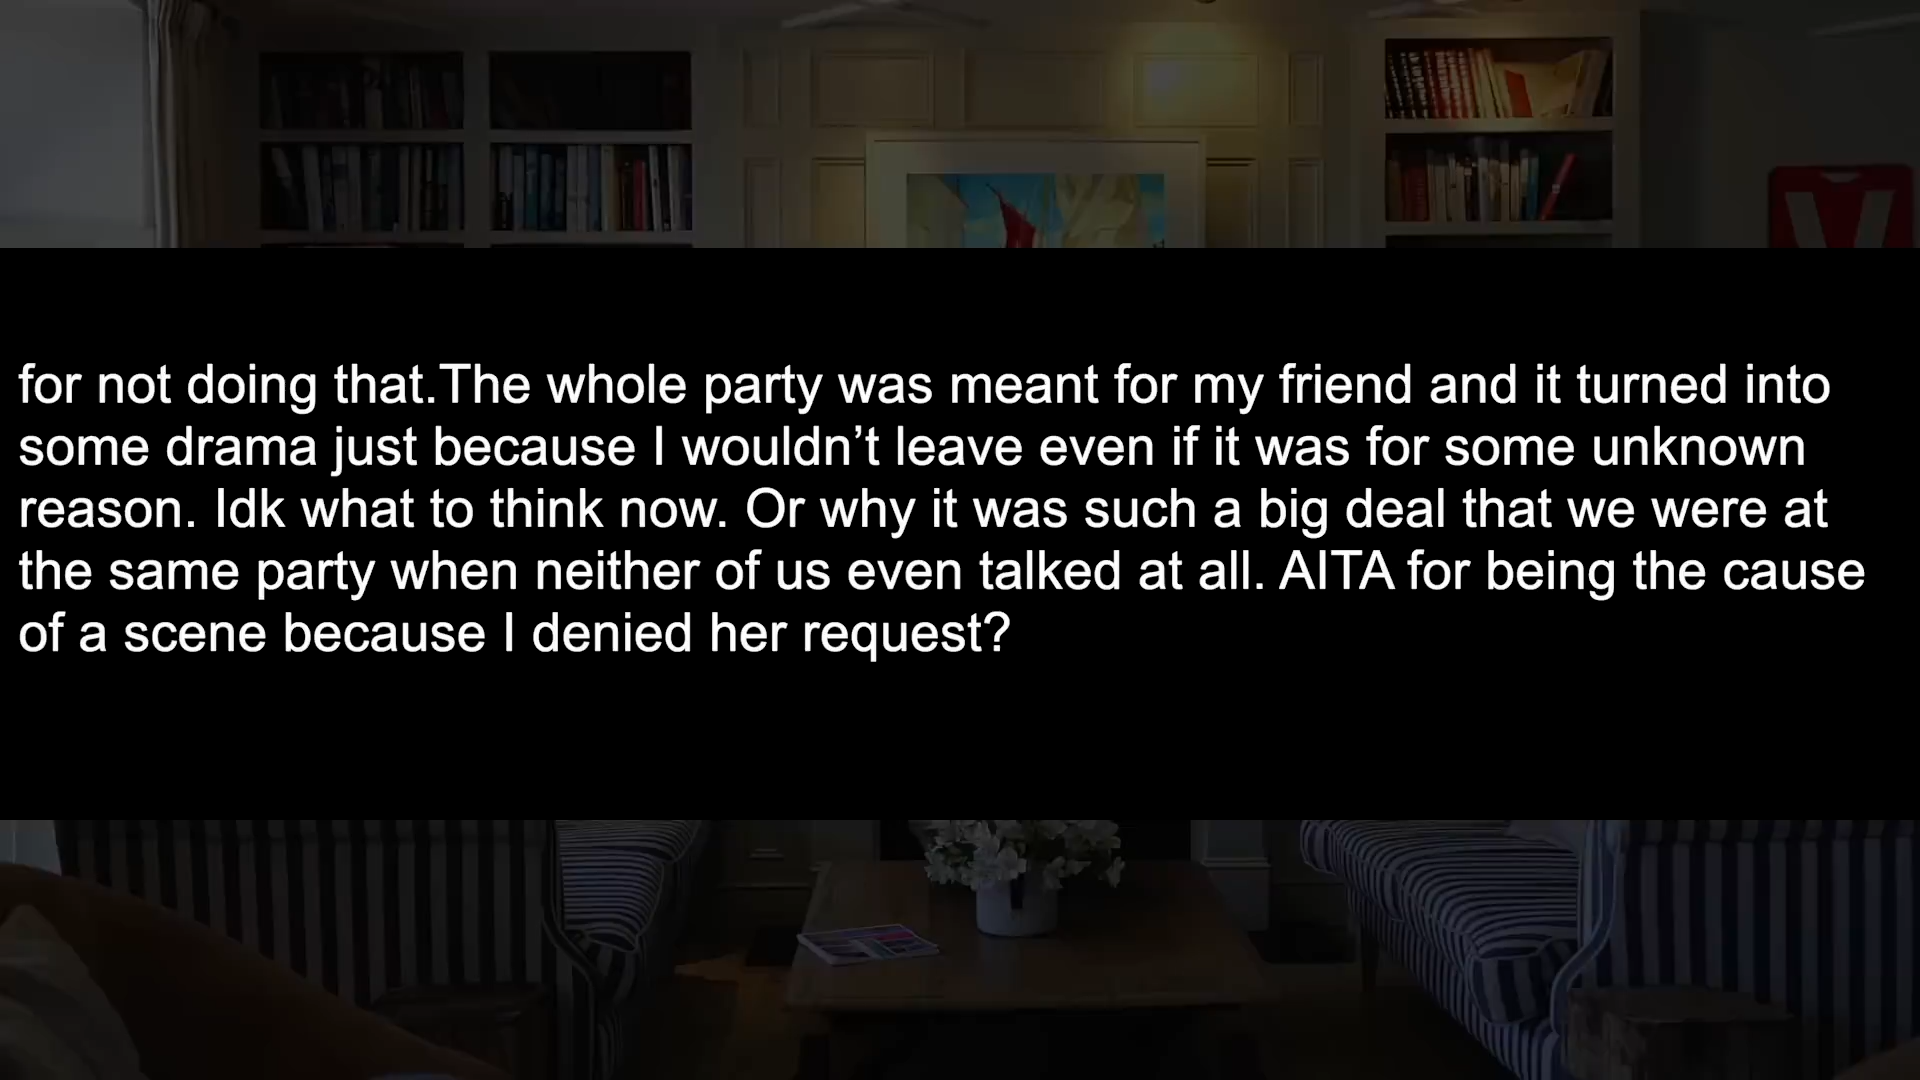 for not doing that.The whole party was meant for my friend and it turned into
some drama just because I wouldn’t leave even if it was for some unknown
reason. Idk what to think now. Or why it was such a big deal that we were at
the same party when neither of us even talked at all. AITA for being the cause
of a scene because I denied her request?